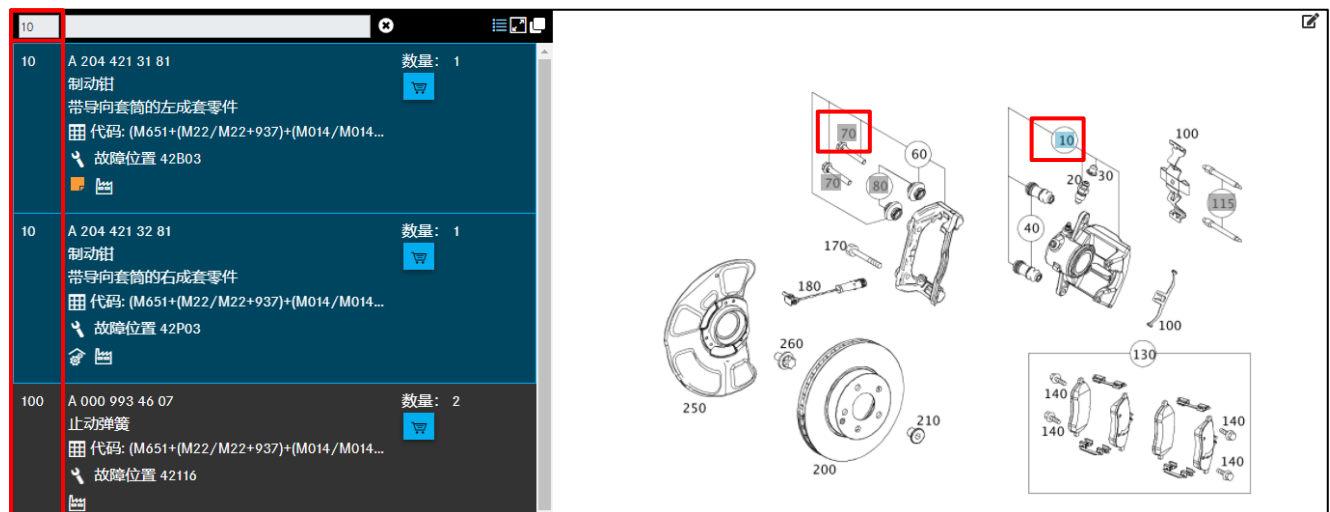 10
10 A 204 421 31 81 数量: 1
制动钳
带导向套筒的左成套零件
代码: (M651+(M22/M22+937)+(M014/M014...
故障位置 42B03
10 A 204 421 32 81 数量: 1
制动钳
带导向套筒的右成套零件
代码: (M651+(M22/M22+937)+(M014/M014...
故障位置 42P03
100 A 000 993 46 07 数量: 2
止动弹簧
代码: (M651+(M22/M22+937)+(M014/M014...
故障位置 42116
70
60
70
80
10
100
20
30
115
40
170
180
100
260
130
250
140
140
140
210
140
200